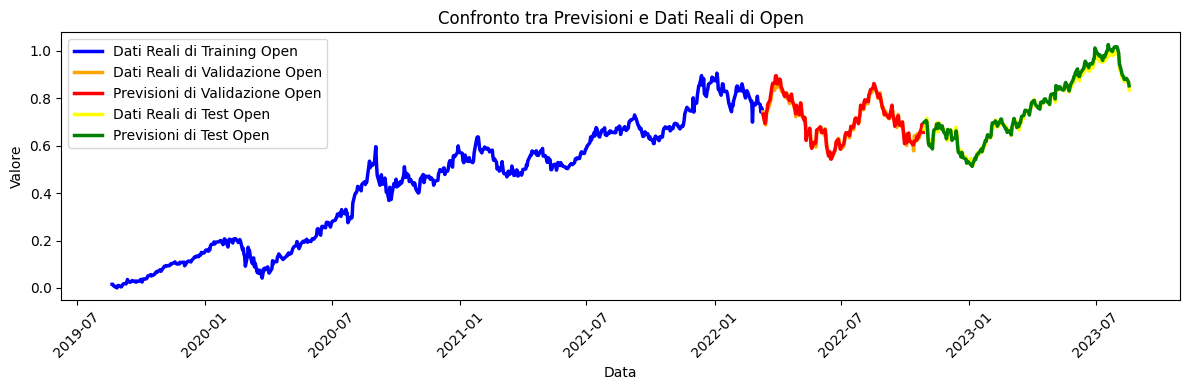 Confronto tra Previsioni e Dati Reali di Open
Dati Reali di Training Open
Dati Reali di Validazione Open
Previsioni di Validazione Open
Dati Reali di Test Open
Previsioni di Test Open
Valore
1.0
0.8
0.6
0.4
0.2
0.0
2019-07
2020-01
2020-07
2021-01
2021-07
2022-01
2022-07
2023-01
2023-07
Data